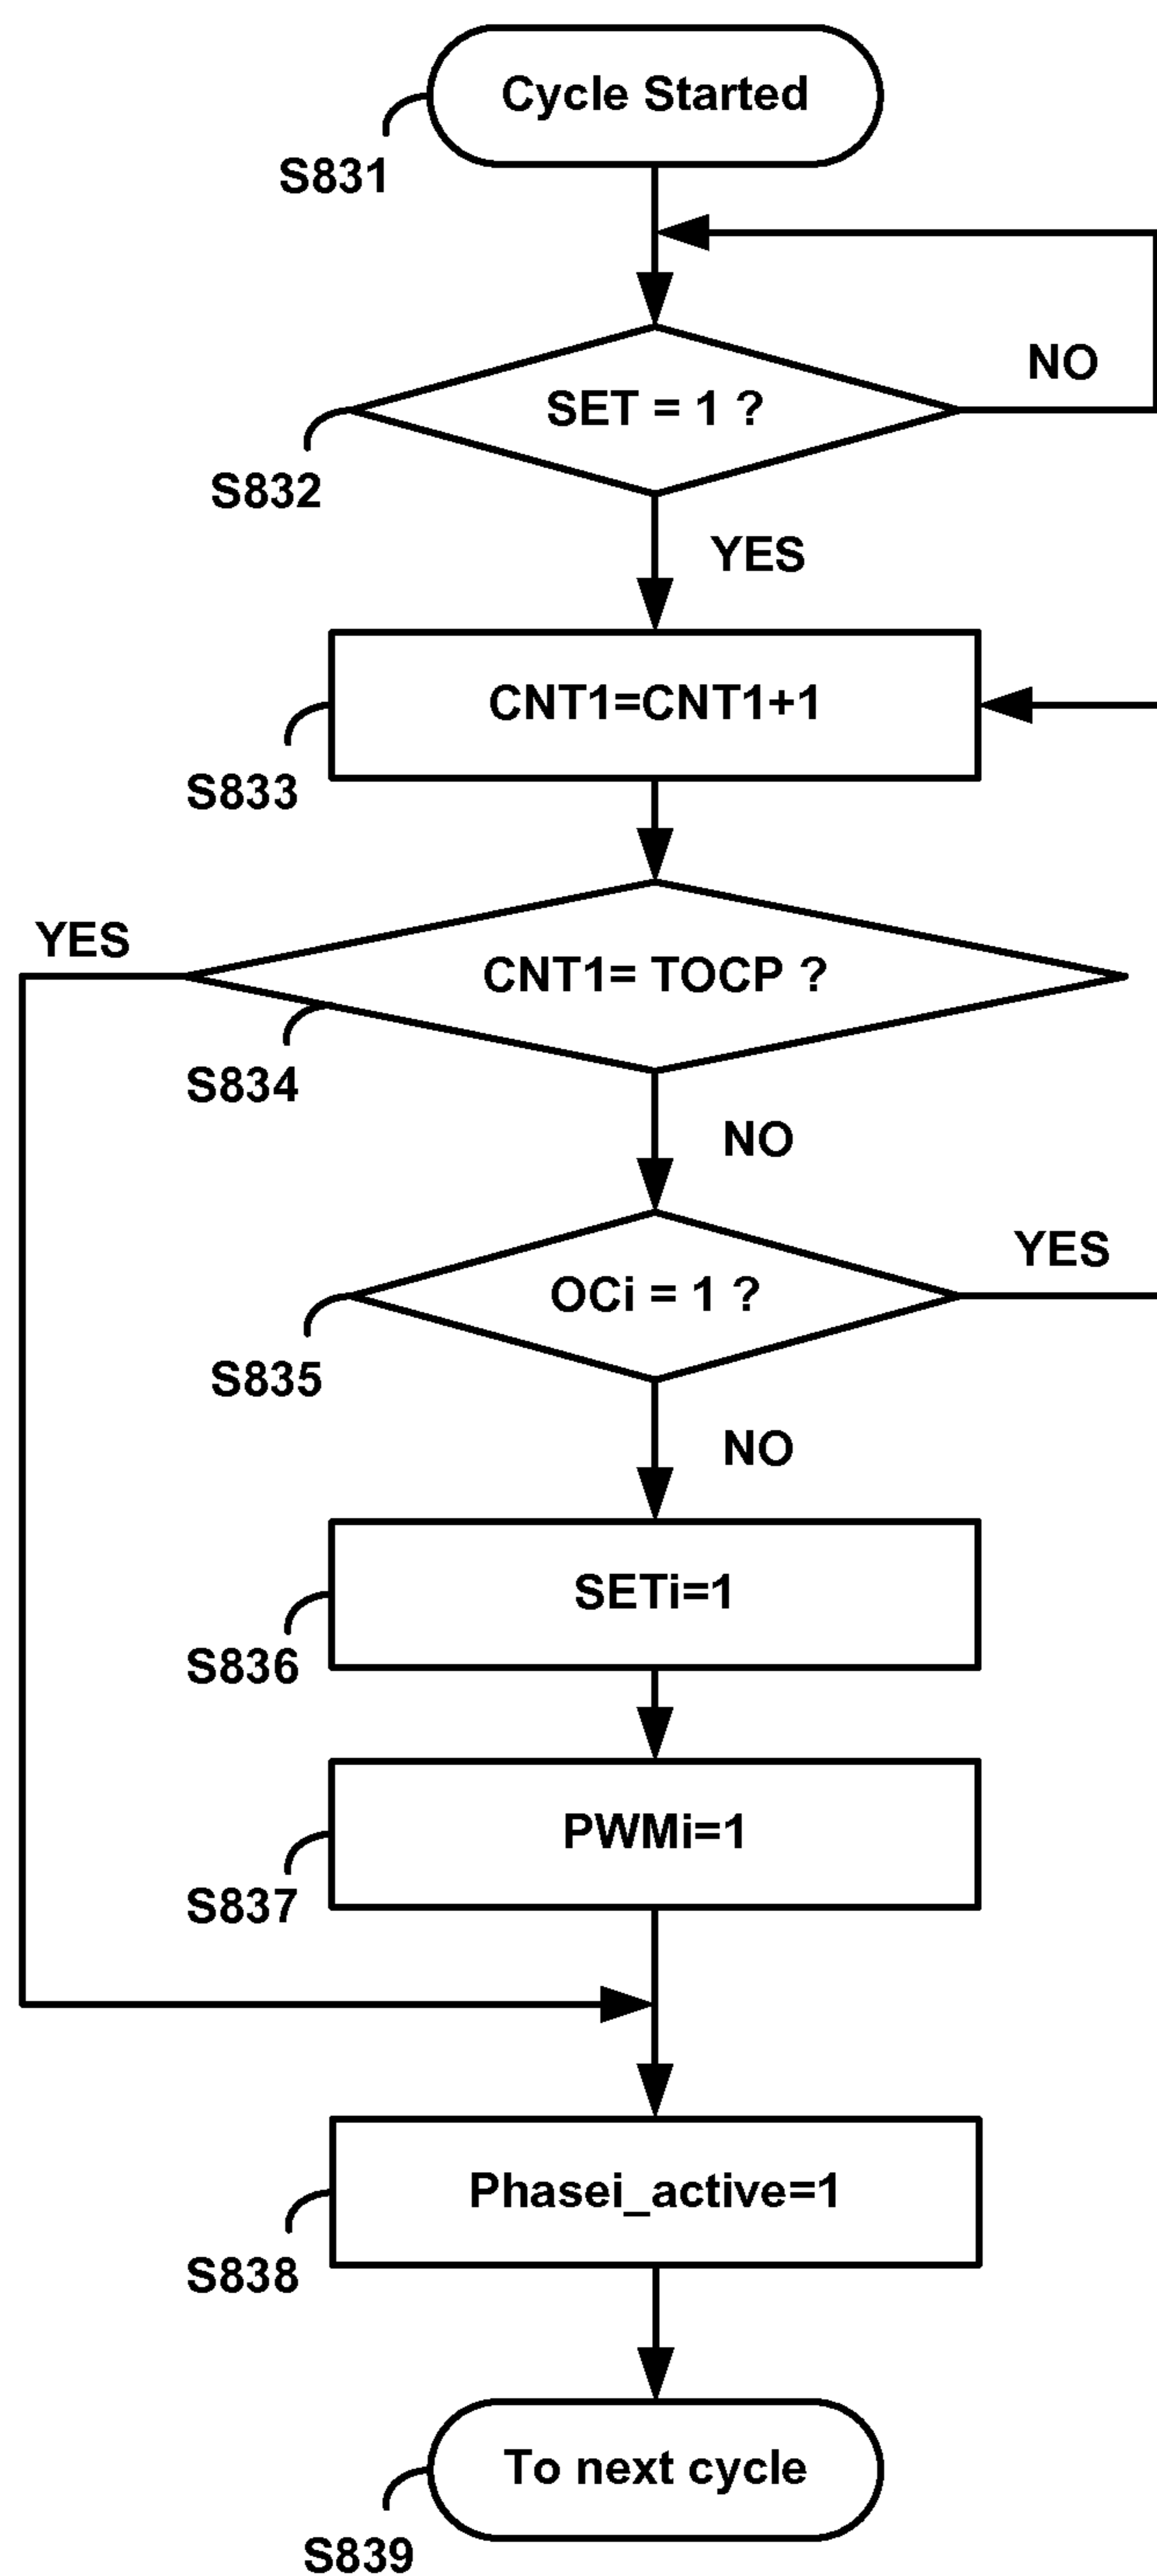 Cycle Started
S831
SET = 1 ?
NO
S832
YES
CNT1=CNT1+1
S833
YES
CNT1= TOCP ?
S834
NO
OCi = 1 ?
YES
S835
NO
SETi=1
S836
PWMi=1
S837
Phasei_active=1
S838
To next cycle
S839